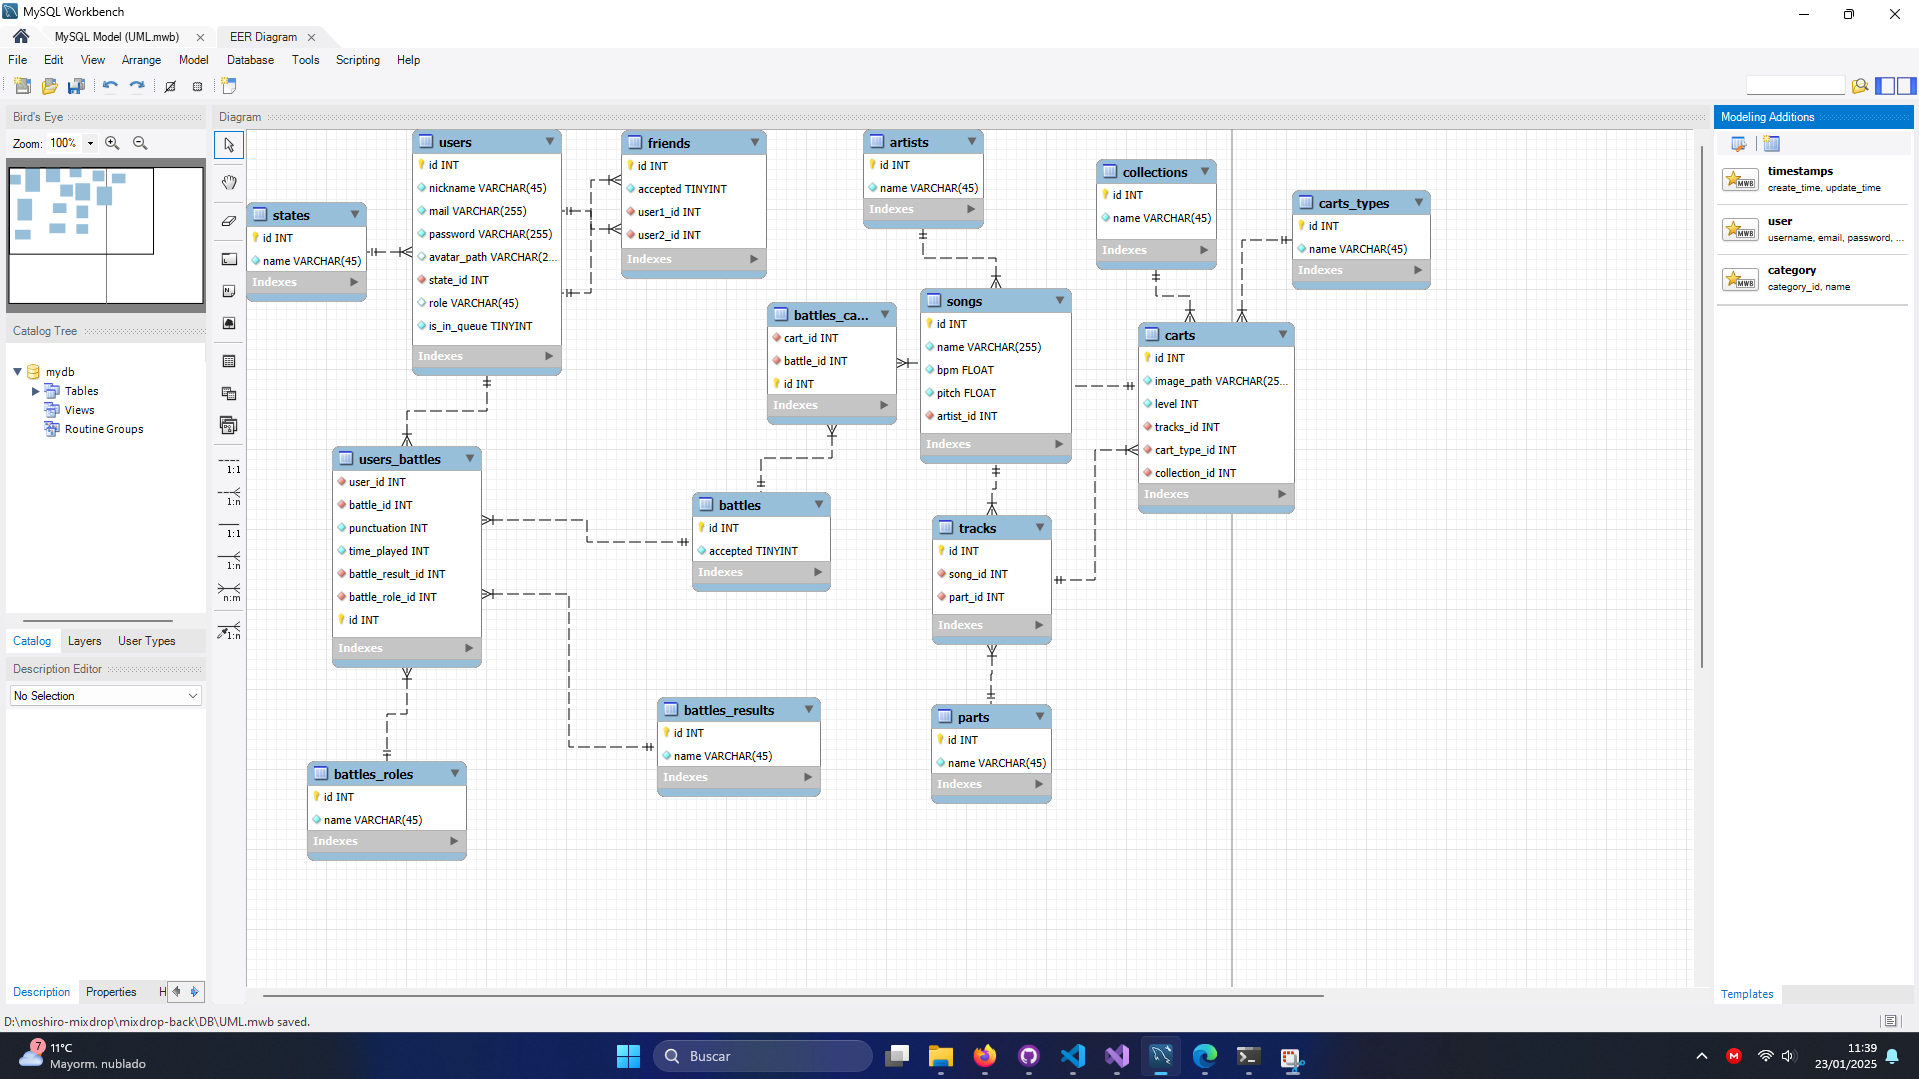 MySQL Workbench
MySQL Model (UML.mwb)
EER Diagram
File Edit View Arrange Model Database Tools Scripting Help
Bird's Eye
Zoom: 100%
Catalog Tree
mydb
Tables
Views
Routine Groups
Catalog Layers User Types
Description Editor
No Selection
Description Properties H
Diagram
1:1
1:n
1:1
1:n
n:m
1:n
users
id INT
nickname VARCHAR(45)
mail VARCHAR(255)
password VARCHAR(255)
avatar_path VARCHAR(2...
state_id INT
role VARCHAR(45)
is_in_queue TINYINT
Indexes
friends
id INT
accepted TINYINT
user1_id INT
user2_id INT
Indexes
artists
id INT
name VARCHAR(45)
Indexes
collections
id INT
name VARCHAR(45)
Indexes
carts_types
id INT
name VARCHAR(45)
Indexes
states
id INT
name VARCHAR(45)
Indexes
battles_ca...
cart_id INT
battle_id INT
id INT
Indexes
songs
id INT
name VARCHAR(255)
bpm FLOAT
pitch FLOAT
artist_id INT
Indexes
carts
id INT
image_path VARCHAR(25...
level INT
tracks_id INT
cart_type_id INT
collection_id INT
Indexes
users_battles
user_id INT
battle_id INT
punctuation INT
time_played INT
battle_result_id INT
battle_role_id INT
id INT
Indexes
battles
id INT
accepted TINYINT
Indexes
tracks
id INT
song_id INT
part_id INT
Indexes
battles_results
id INT
name VARCHAR(45)
Indexes
parts
id INT
name VARCHAR(45)
Indexes
battles_roles
id INT
name VARCHAR(45)
Indexes
Modeling Additions
MWB
timestamps
create_time, update_time
MWB
user
username, email, password, ...
MWB
category
category_id, name
Templates
D:\moshiro-mixdrop\mixdrop-back\DB\UML.mwb saved.
7
11°C
Mayorm. nublado
Buscar
M
11:39
23/01/2025